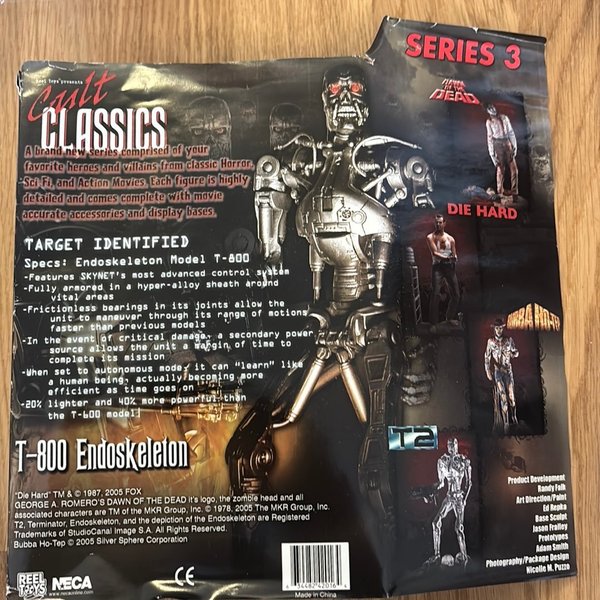 Reel Toys presents
Cult
CLASSICS
A brand new series comprised of your
favorite heroes and villains from classic Horror,
Sci-Fi, and Action Movies. Each figure is highly
detailed and comes complete with movie
accurate accessories and display bases.
TARGET IDENTIFIED
Specs: Endoskeleton Model T-800
-Features SKYNET's most advanced control system
-Fully armored in a hyper-alloy sheath around
vital areas
-Frictionless bearings in its joints allow the
unit to maneuver through its range of motions
faster than previous models
-In the event of critical damage, a secondary power
source allows the unit a margin of time to
complete its mission
-When set to autonomous mode, it can "learn" like
a human being, actually becoming more
efficient as time goes on
-20% lighter and 40% more powerful than
the T-600 model
T-800 Endoskeleton
"Die Hard" TM & © 1987, 2005 FOX
GEORGE A. ROMERO'S DAWN OF THE DEAD it's logo, the zombie head and all
associated characters are TM of the MKR Group, Inc. © 1978, 2005 The MKR Group, Inc.
T2, Terminator, Endoskeleton, and the depiction of the Endoskeleton are Registered
Trademarks of StudioCanal Image S.A. All Rights Reserved.
Bubba Ho-Tep © 2005 Silver Sphere Corporation
REEL
TOYS
NECA
www.necaonline.com
CE
6 34482 42016 4
Made in China
SERIES 3
DEAD
DIE HARD
BUBBA HO-TEP
T2
Product Development
Randy Falk
Art Direction/Paint
Ed Repka
Base Sculpt
Jason Frailey
Prototypes
Adam Smith
Photography/Package Design
Nicolle M. Puzzo